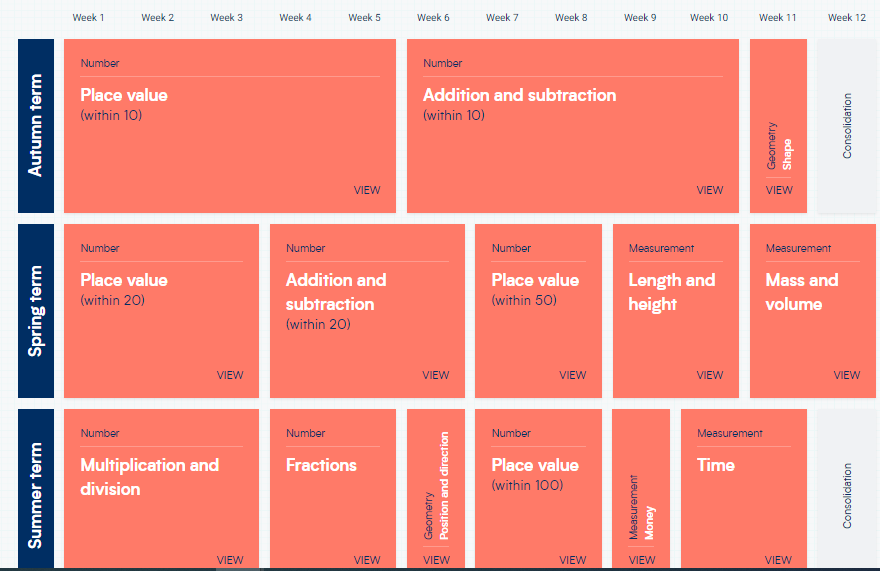 Week 1 Week 2 Week 3 Week 4 Week 5 Week 6 Week 7 Week 8 Week 9 Week 10 Week 11 Week 12
Autumn term
Number
Place value
(within 10)
VIEW
Number
Addition and subtraction
(within 10)
VIEW
Geometry
Shape
VIEW
Consolidation
Spring term
Number
Place value
(within 20)
VIEW
Number
Addition and
subtraction
(within 20)
VIEW
Number
Place value
(within 50)
VIEW
Measurement
Length and
height
VIEW
Measurement
Mass and
volume
VIEW
Summer term
Number
Multiplication and
division
VIEW
Number
Fractions
VIEW
Geometry
Position and direction
VIEW
Number
Place value
(within 100)
VIEW
Measurement
Money
VIEW
Measurement
Time
VIEW
Consolidation